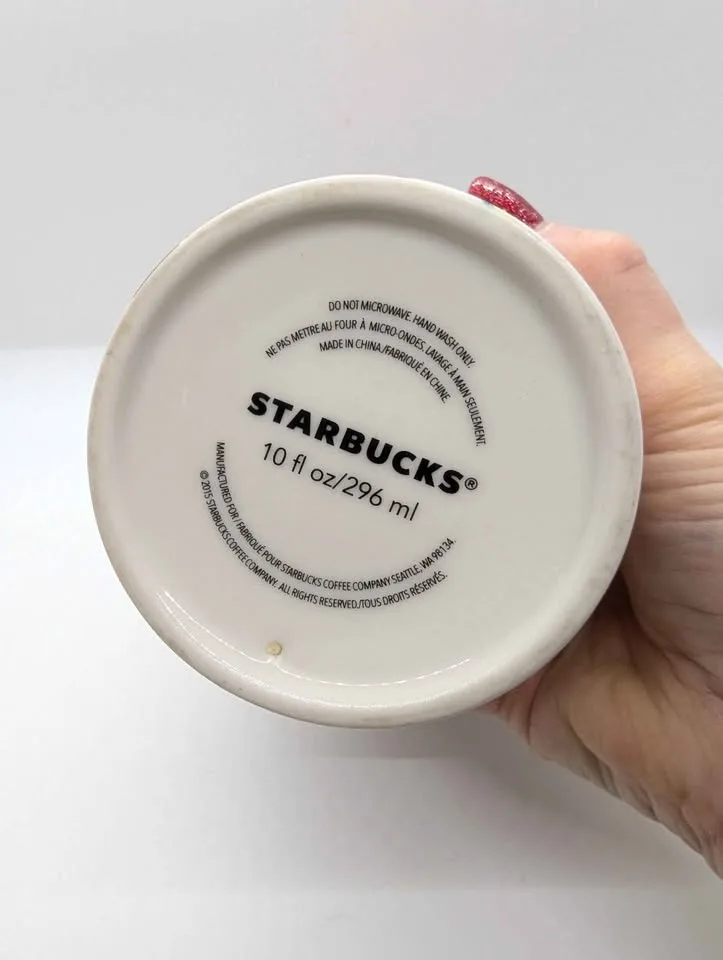 DO NOT MICROWAVE. HAND WASH ONLY.
NE PAS METTRE AU FOUR À MICRO-ONDES. LAVAGE À MAIN SEULEMENT.
MADE IN CHINA./FABRIQUÉ EN CHINE.
STARBUCKS®
10 fl oz/296 ml
MANUFACTURED FOR / FABRIQUÉ POUR STARBUCKS COFFEE COMPANY SEATTLE, WA 98134.
© 2015 STARBUCKS COFFEE COMPANY. ALL RIGHTS RESERVED./TOUS DROITS RÉSERVÉS.